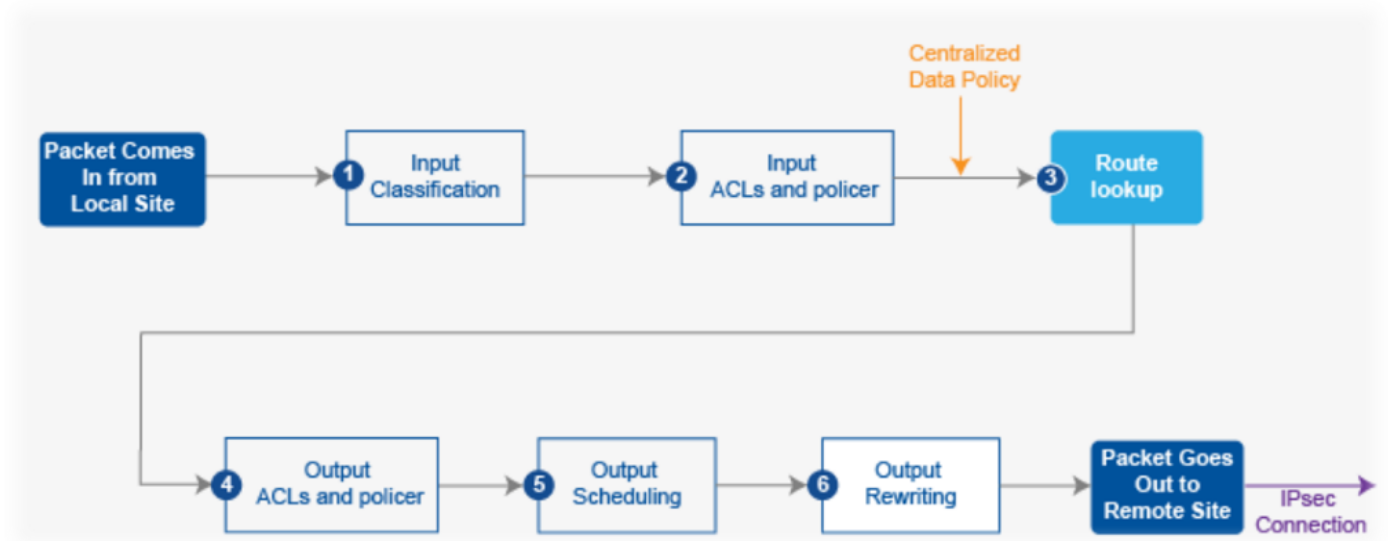 Centralized
Data Policy
Packet Comes
In from
Local Site
1
Input
Classification
2
Input
ACLs and policer
3
Route
lookup
4
Output
ACLs and policer
5
Output
Scheduling
6
Output
Rewriting
Packet Goes
Out to
Remote Site
IPsec
Connection